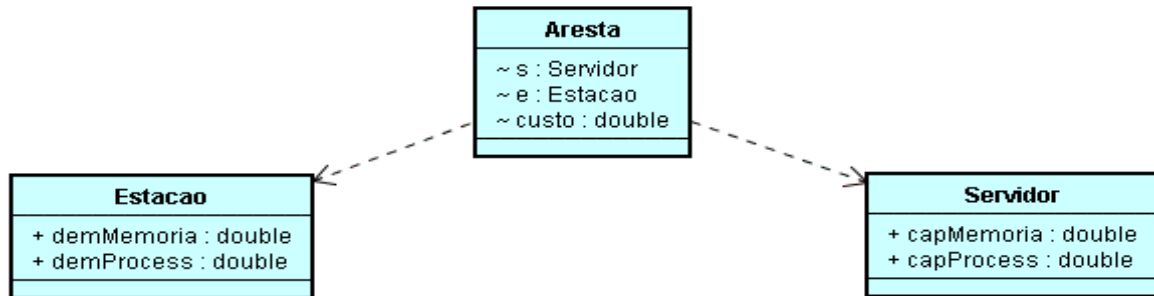 Aresta
~ s : Servidor
~ e : Estacao
~ custo : double
Estacao
+ demMemoria : double
+ demProcess : double
Servidor
+ capMemoria : double
+ capProcess : double